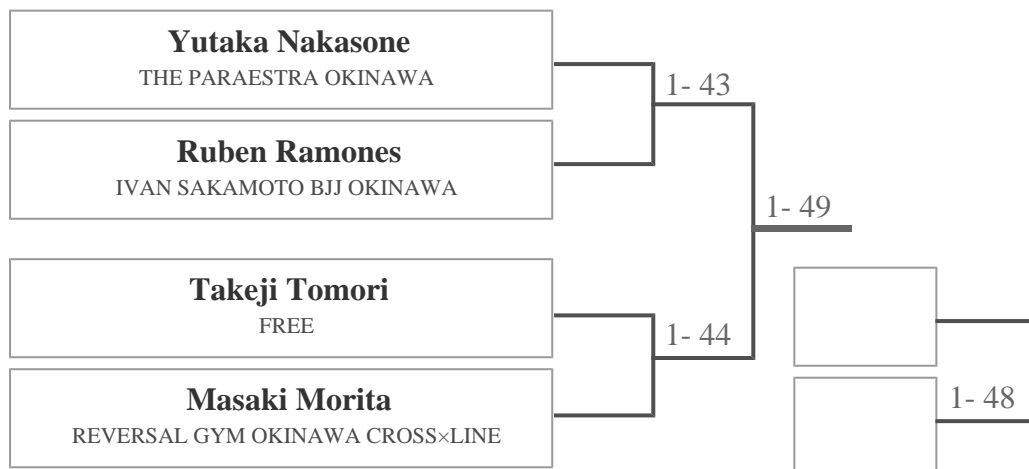 Yutaka Nakasone
THE PARAESTRA OKINAWA
1- 43
Ruben Ramones
IVAN SAKAMOTO BJJ OKINAWA
1- 49
Takeji Tomori
FREE
1- 44
Masaki Morita
REVERSAL GYM OKINAWA CROSS×LINE
1- 48